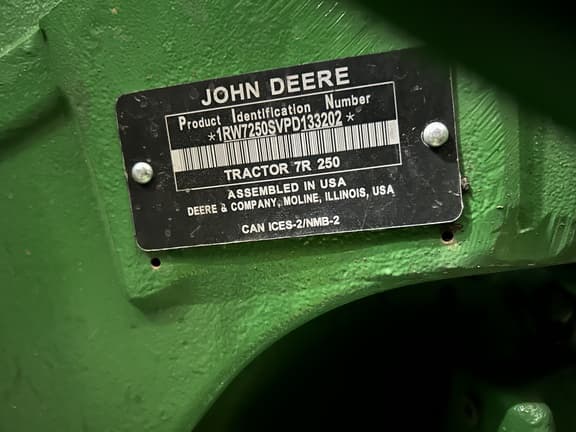 JOHN DEERE
Product Identification Number
*1RW7250SVPD133202*
TRACTOR 7R 250
ASSEMBLED IN USA
DEERE & COMPANY, MOLINE, ILLINOIS, USA
CAN ICES-2/NMB-2